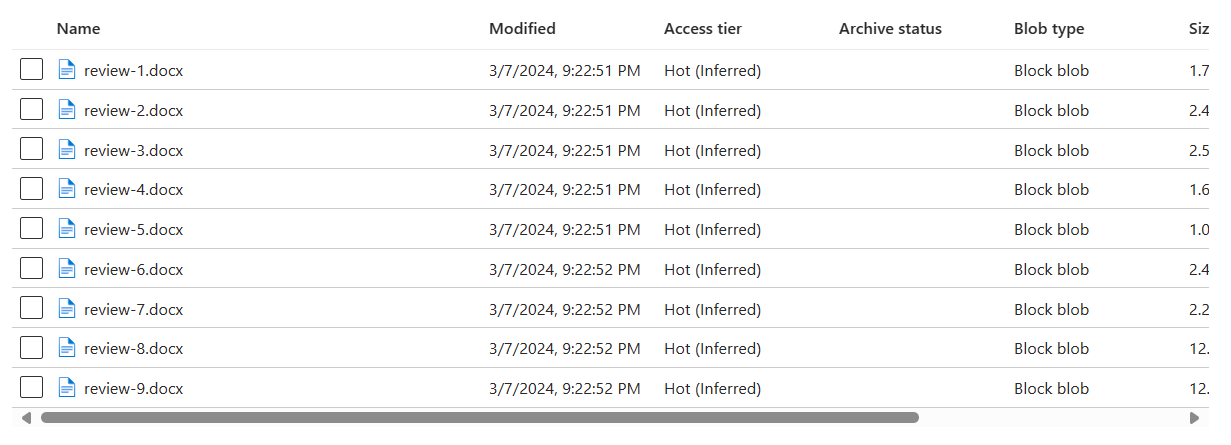 Name Modified Access tier Archive status Blob type Siz
review-1.docx 3/7/2024, 9:22:51 PM Hot (Inferred) Block blob 1.7
review-2.docx 3/7/2024, 9:22:51 PM Hot (Inferred) Block blob 2.4
review-3.docx 3/7/2024, 9:22:51 PM Hot (Inferred) Block blob 2.5
review-4.docx 3/7/2024, 9:22:51 PM Hot (Inferred) Block blob 1.6
review-5.docx 3/7/2024, 9:22:51 PM Hot (Inferred) Block blob 1.0
review-6.docx 3/7/2024, 9:22:52 PM Hot (Inferred) Block blob 2.4
review-7.docx 3/7/2024, 9:22:52 PM Hot (Inferred) Block blob 2.2
review-8.docx 3/7/2024, 9:22:52 PM Hot (Inferred) Block blob 12.
review-9.docx 3/7/2024, 9:22:52 PM Hot (Inferred) Block blob 12.